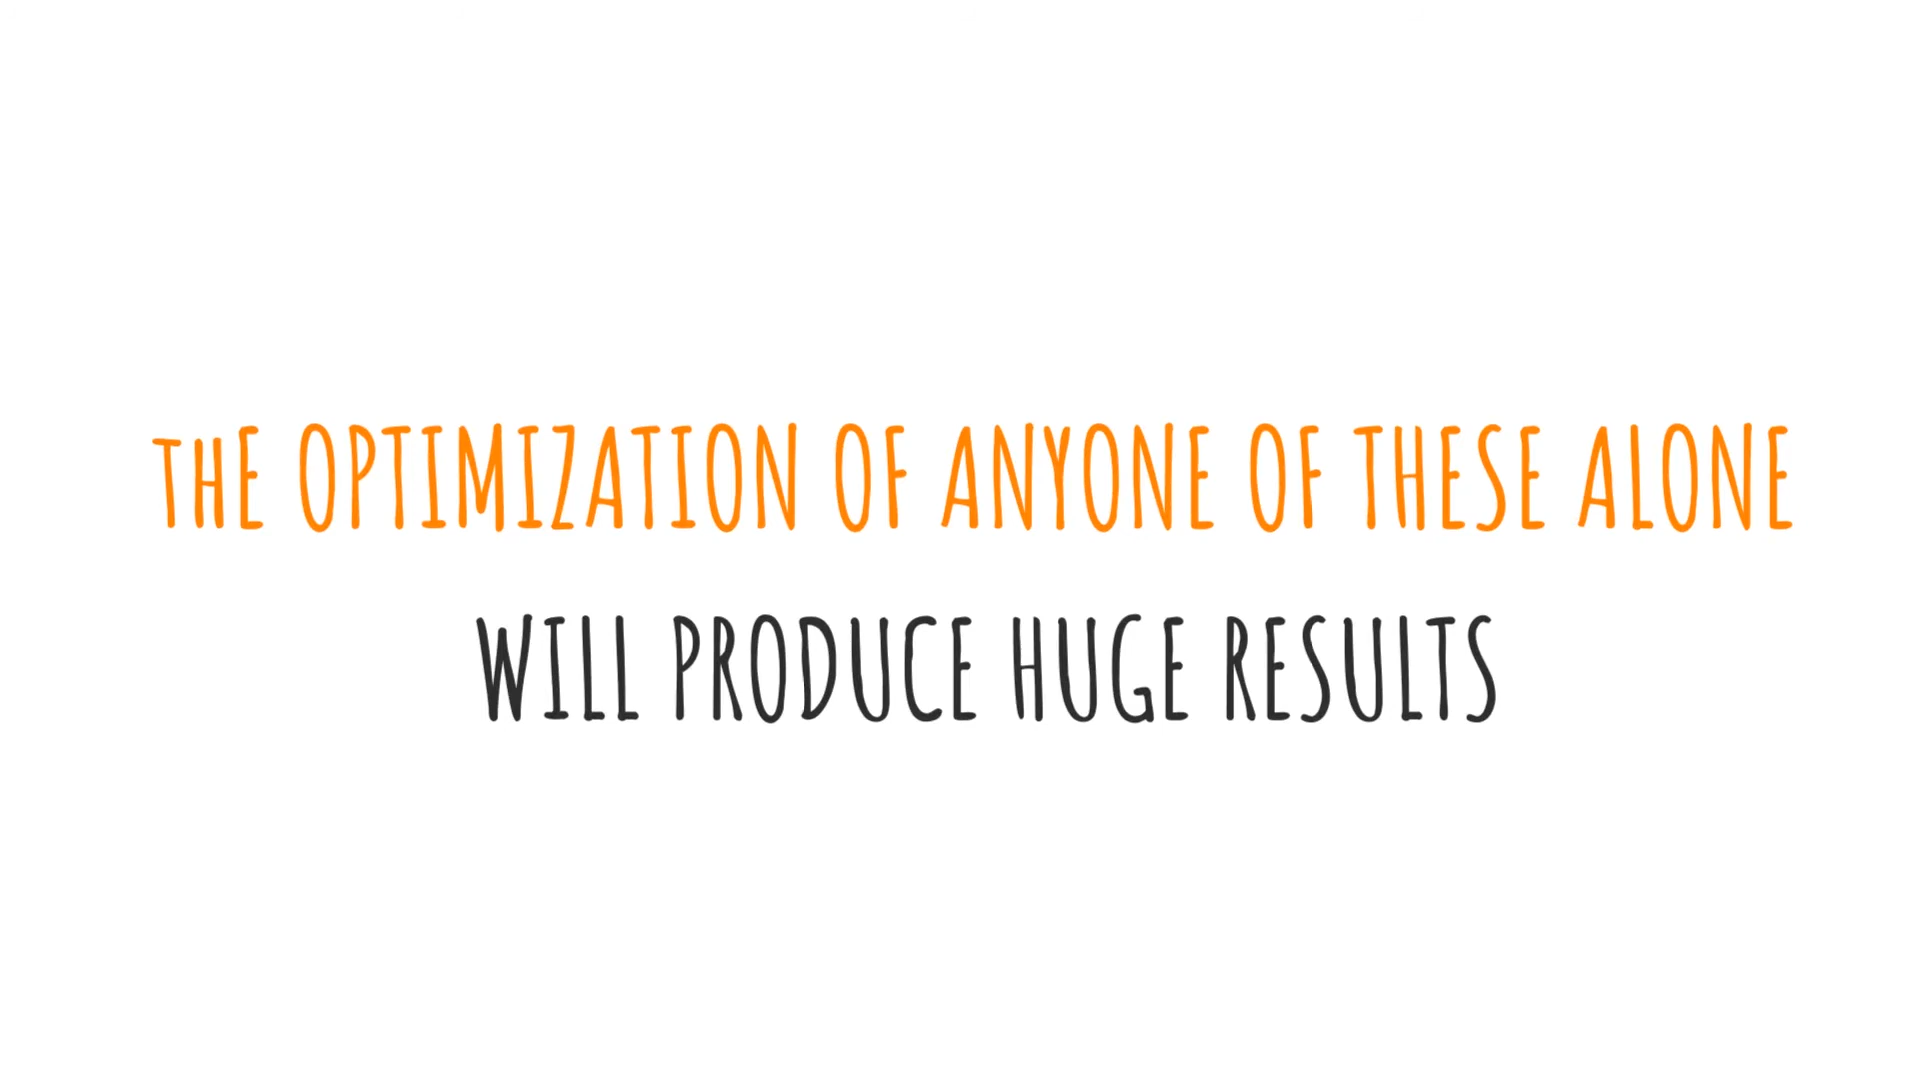 THE OPTIMIZATION OF ANYONE OF THESE ALONE
WILL PRODUCE HUGE RESULTS